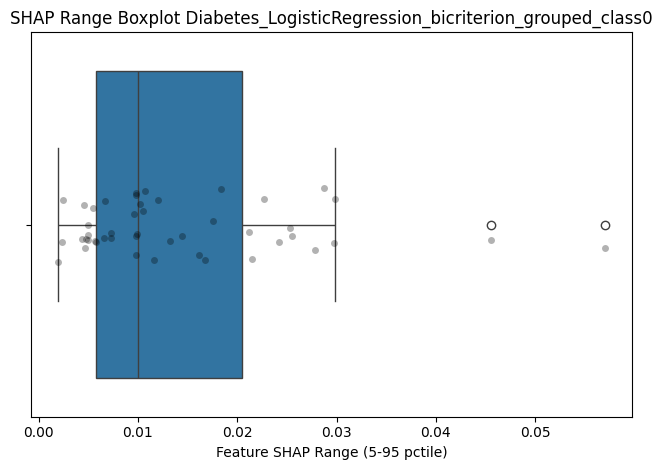 SHAP Range Boxplot Diabetes_LogisticRegression_bicriterion_grouped_class0
0.00 0.01 0.02 0.03 0.04 0.05
Feature SHAP Range (5-95 pctile)